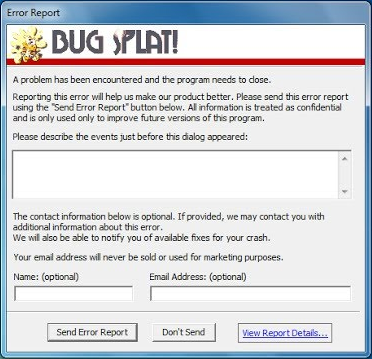 Error Report
BUG SPLAT!
A problem has been encountered and the program needs to close.
Reporting this error will help us make our product better. Please send this error report
using the "Send Error Report" button below. All information is treated as confidential
and is only used only to improve future versions of this program.
Please describe the events just before this dialog appeared:
The contact information below is optional. If provided, we may contact you with
additional information about this error.
We will also be able to notify you of available fixes for your crash.
Your email address will never be sold or used for marketing purposes.
Name: (optional) Email Address: (optional)
Send Error Report Don't Send View Report Details...